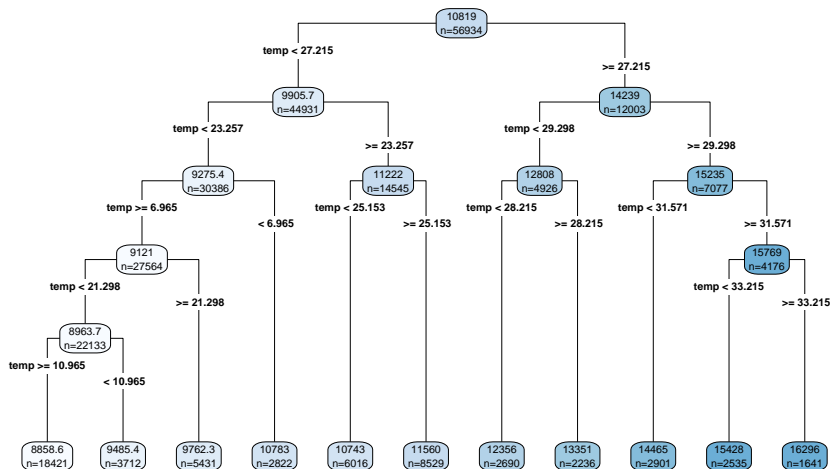 10819
n=56934
temp < 27.215
>= 27.215
9905.7
n=44931
14239
n=12003
temp < 23.257
>= 23.257
temp < 29.298
>= 29.298
9275.4
n=30386
11222
n=14545
12808
n=4926
15235
n=7077
temp >= 6.965
< 6.965
temp < 25.153
>= 25.153
temp < 28.215
>= 28.215
temp < 31.571
>= 31.571
9121
n=27564
15769
n=4176
temp < 21.298
>= 21.298
temp < 33.215
>= 33.215
8963.7
n=22133
temp >= 10.965
< 10.965
8858.6
n=18421
9485.4
n=3712
9762.3
n=5431
10783
n=2822
10743
n=6016
11560
n=8529
12356
n=2690
13351
n=2236
14465
n=2901
15428
n=2535
16296
n=1641